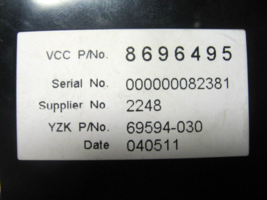 VCC P/No. 8696495
Serial No. 000000082381
Supplier No. 2248
YZK P/No. 69594-030
Date 040511